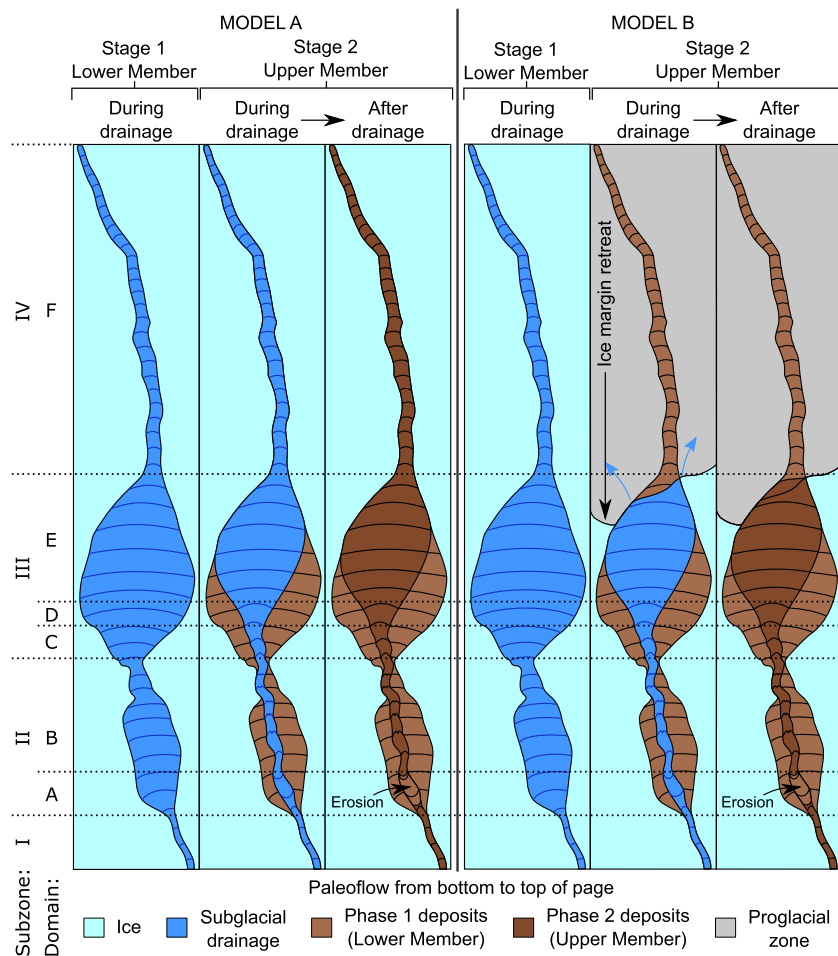 MODEL A
MODEL B
Stage 1
Lower Member
Stage 2
Upper Member
Stage 1
Lower Member
Stage 2
Upper Member
During
drainage
During
drainage
After
drainage
During
drainage
During
drainage
After
drainage
IV
F
Ice margin retreat
III
E
D
C
II
B
A
Erosion
Erosion
I
Subzone:
Domain::
Paleoflow from bottom to top of page
Ice
Subglacial
drainage
Phase 1 deposits
(Lower Member)
Phase 2 deposits
(Upper Member)
Proglacial
zone